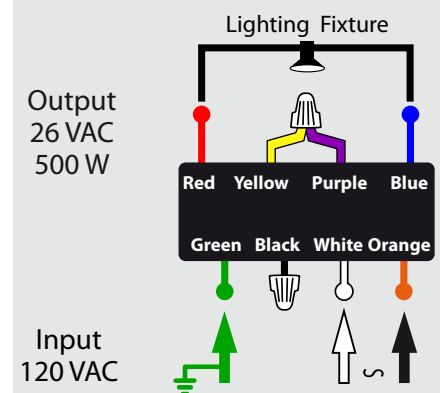 Lighting Fixture
Output
26 VAC
500 W
Red Yellow Purple Blue
Green Black White Orange
Input
120 VAC